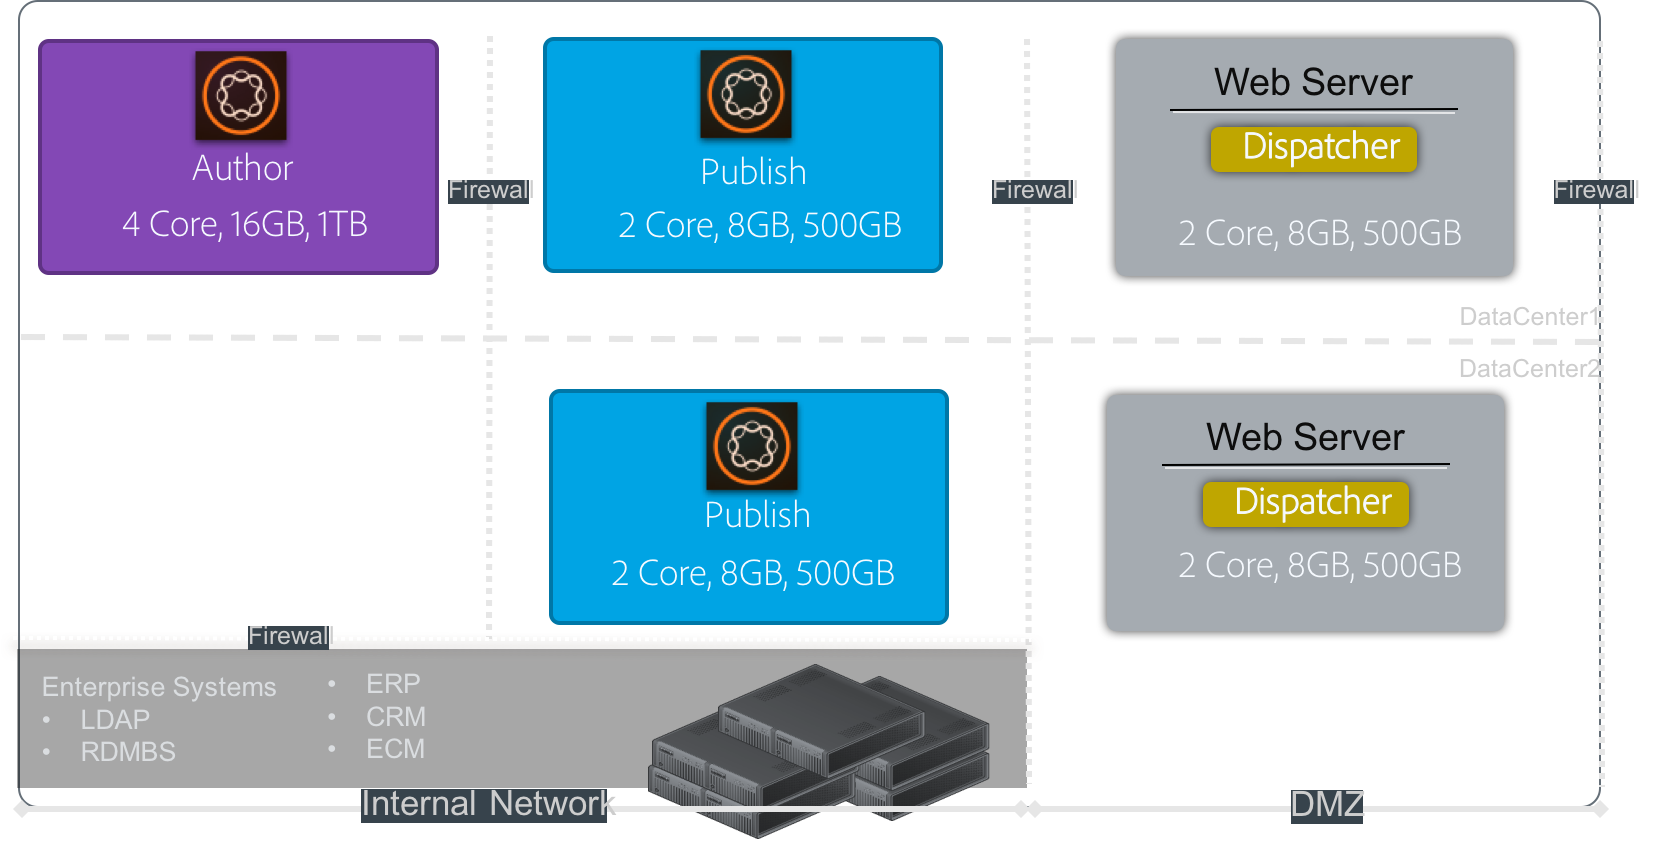 Author
4 Core, 16GB, 1TB
Firewall
Publish
2 Core, 8GB, 500GB
Firewall
Web Server
Dispatcher
2 Core, 8GB, 500GB
Firewall
DataCenter1
DataCenter2
Publish
2 Core, 8GB, 500GB
Web Server
Dispatcher
2 Core, 8GB, 500GB
Firewall
Enterprise Systems
• LDAP
• RDMBS
• ERP
• CRM
• ECM
Internal Network
DMZ